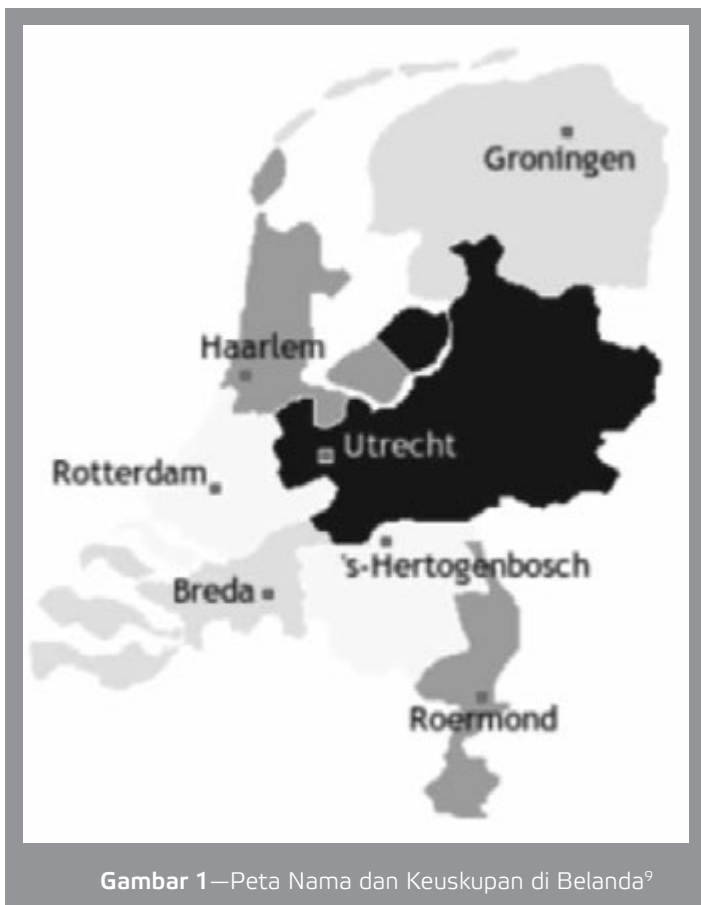 Groningen
Haarlem
Utrecht
Rotterdam
's-Hertogenbosch
Breda
Roermond
Gambar 1—Peta Nama dan Keuskupan di Belanda⁹